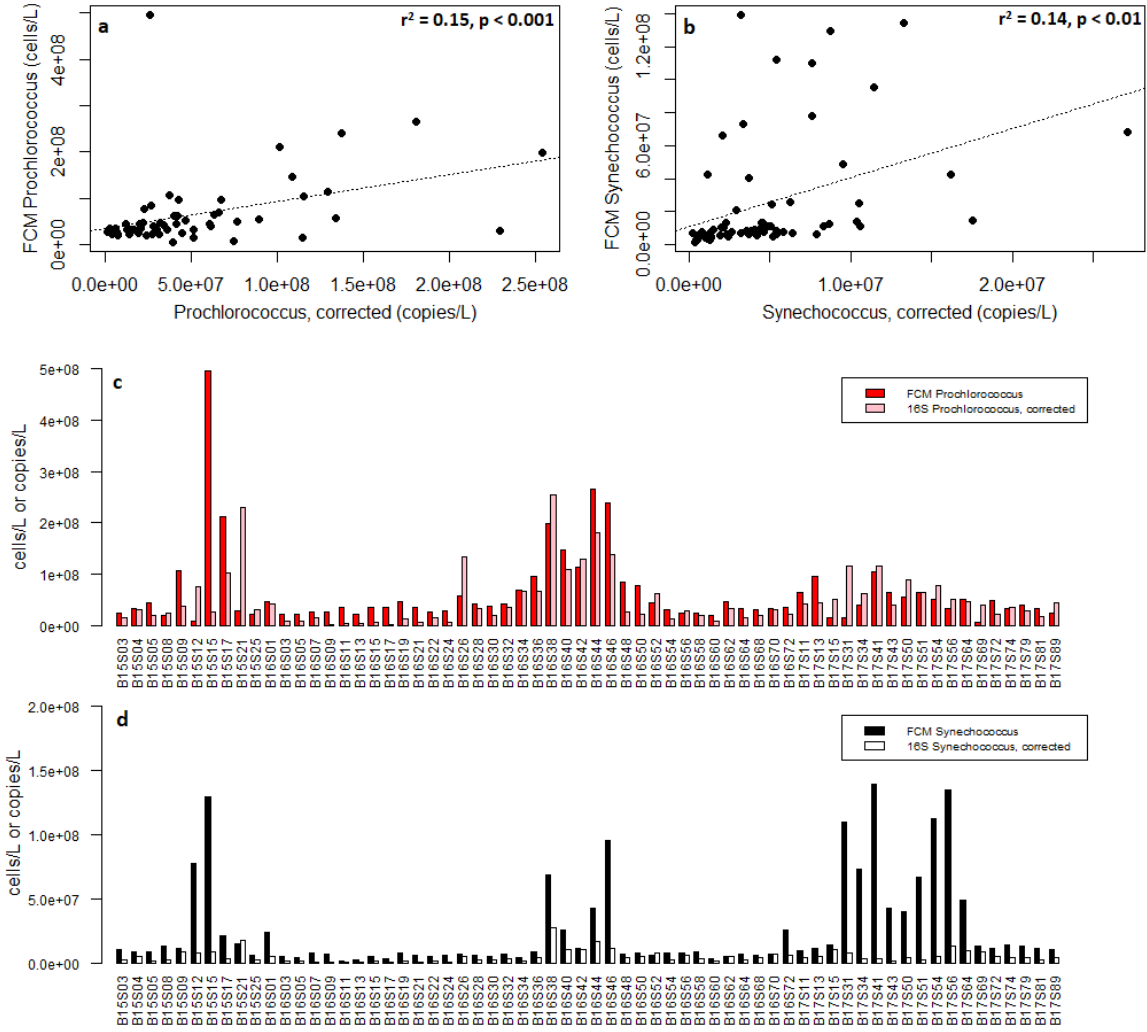 a
r² = 0.15, p < 0.001
FCM Prochlorococcus (cells/L)
0e+00
2e+08
4e+08
0.0e+00 5.0e+07 1.0e+08 1.5e+08 2.0e+08 2.5e+08
Prochlorococcus, corrected (copies/L)
b
r² = 0.14, p < 0.01
FCM Synechococcus (cells/L)
0.0e+00
6.0e+07
1.2e+08
0.0e+00 1.0e+07 2.0e+07
Synechococcus, corrected (copies/L)
c
cells/L or copies/L
5e+08
4e+08
3e+08
2e+08
1e+08
0e+00
FCM Prochlorococcus
16S Prochlorococcus, corrected
B15S03 B15S04 B15S05 B15S08 B15S09 B15S12 B15S15 B15S17 B15S21 B15S25 B16S01 B16S03 B16S05 B16S07 B16S09 B16S11 B16S13 B16S15 B16S17 B16S19 B16S21 B16S22 B16S24 B16S26 B16S28 B16S30 B16S32 B16S34 B16S36 B16S38 B16S40 B16S42 B16S44 B16S46 B16S48 B16S50 B16S52 B16S54 B16S56 B16S58 B16S60 B16S62 B16S64 B16S68 B16S70 B16S72 B17S11 B17S13 B17S15 B17S31 B17S34 B17S41 B17S43 B17S50 B17S51 B17S54 B17S56 B17S64 B17S69 B17S72 B17S74 B17S79 B17S81 B17S89
d
cells/L or copies/L
2.0e+08
1.5e+08
1.0e+08
5.0e+07
0.0e+00
FCM Synechococcus
16S Synechococcus, corrected
B15S03 B15S04 B15S05 B15S08 B15S09 B15S12 B15S15 B15S17 B15S21 B15S25 B16S01 B16S03 B16S05 B16S07 B16S09 B16S11 B16S13 B16S15 B16S17 B16S19 B16S21 B16S22 B16S24 B16S26 B16S28 B16S30 B16S32 B16S34 B16S36 B16S38 B16S40 B16S42 B16S44 B16S46 B16S48 B16S50 B16S52 B16S54 B16S56 B16S58 B16S60 B16S62 B16S64 B16S68 B16S70 B16S72 B17S11 B17S13 B17S15 B17S31 B17S34 B17S41 B17S43 B17S50 B17S51 B17S54 B17S56 B17S64 B17S69 B17S72 B17S74 B17S79 B17S81 B17S89